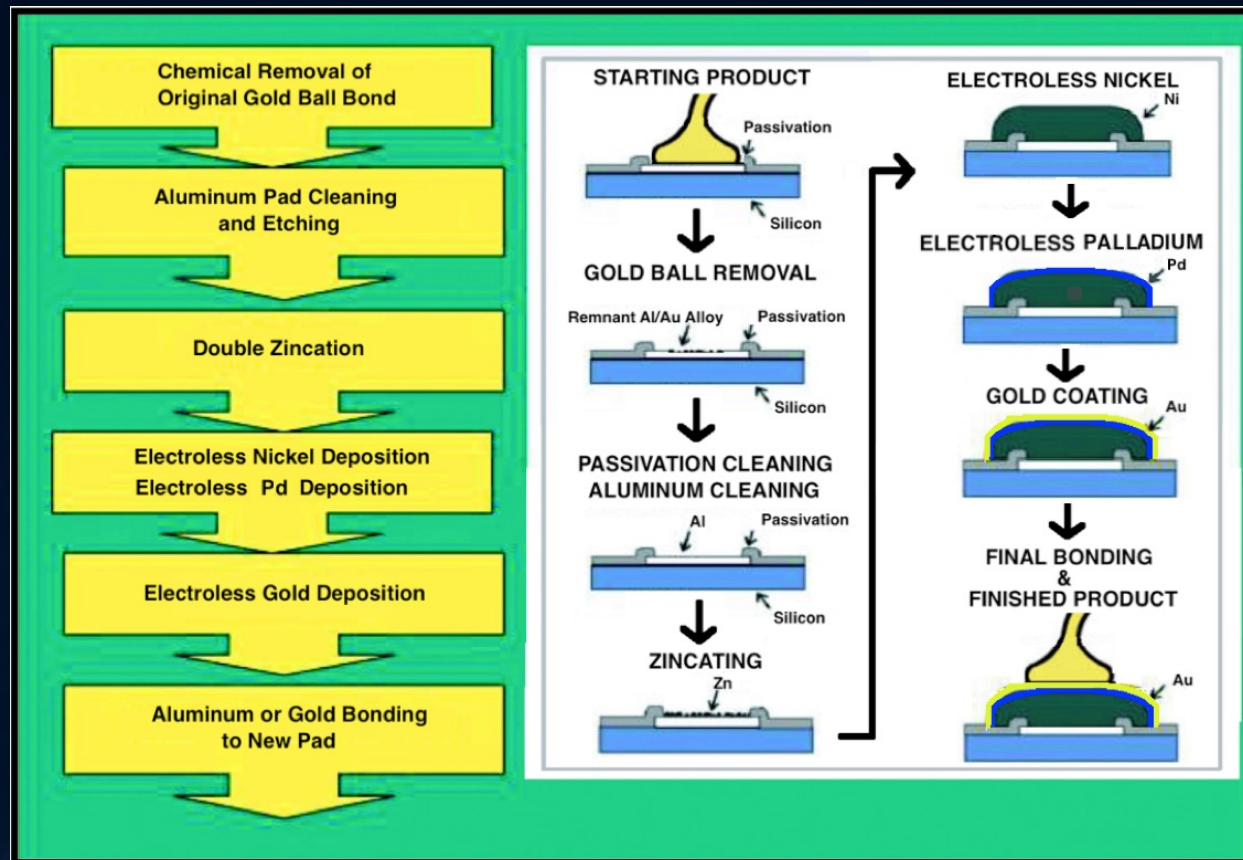 Chemical Removal of
Original Gold Ball Bond
Aluminum Pad Cleaning
and Etching
Double Zincation
Electroless Nickel Deposition
Electroless Pd Deposition
Electroless Gold Deposition
Aluminum or Gold Bonding
to New Pad
STARTING PRODUCT
Passivation
Silicon
GOLD BALL REMOVAL
Remnant Al/Au Alloy
Passivation
Silicon
PASSIVATION CLEANING
ALUMINUM CLEANING
Al
Passivation
Silicon
ZINCATING
Zn
ELECTROLESS NICKEL
Ni
ELECTROLESS PALLADIUM
Pd
GOLD COATING
Au
FINAL BONDING
&
FINISHED PRODUCT
Au